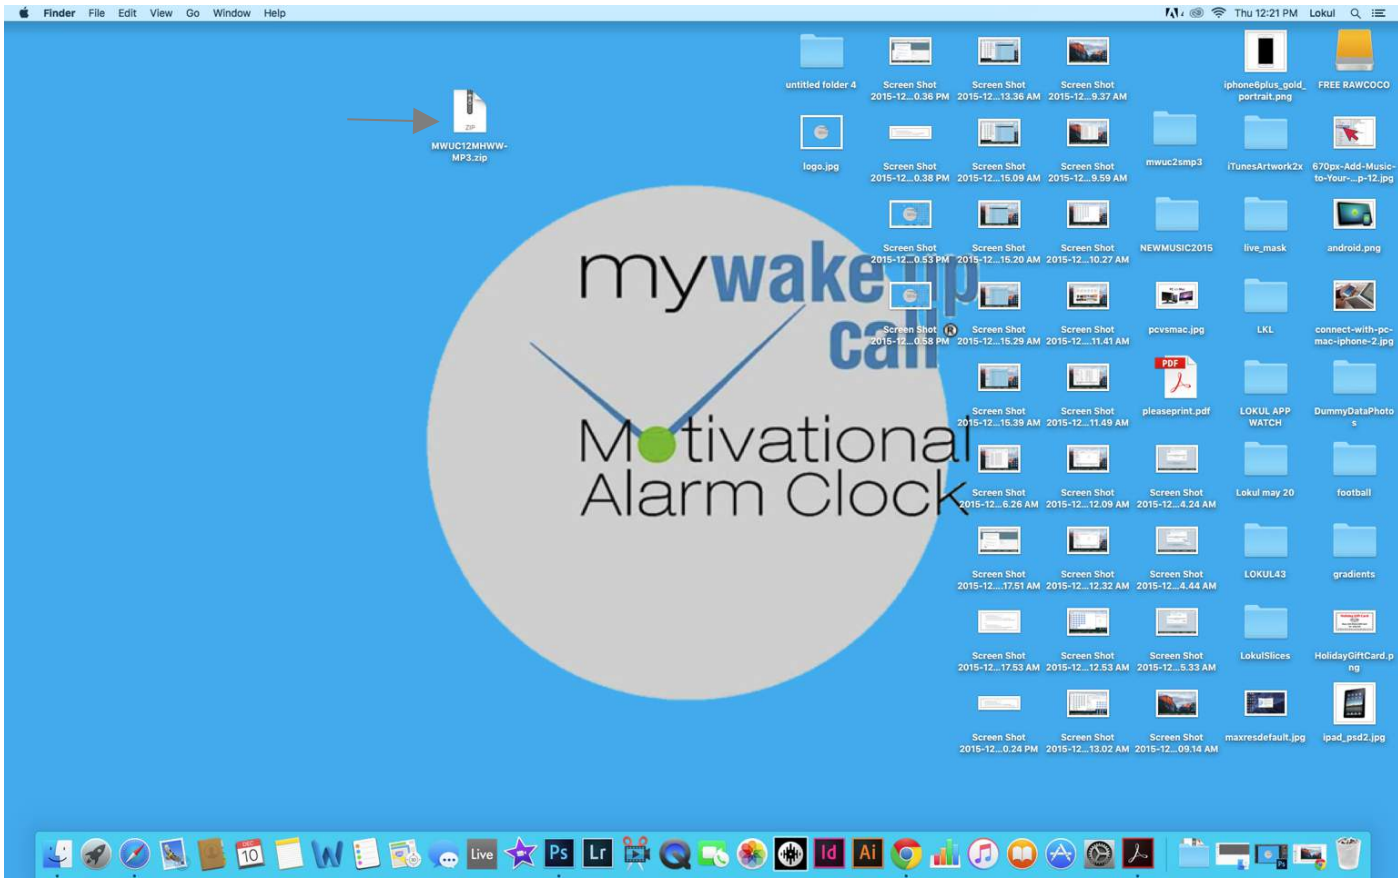 Finder File Edit View Go Window Help
Thu 12:21 PM Lokul
untitled folder 4
Screen Shot
2015-12...0.36 PM
Screen Shot
2015-12...13.36 AM
Screen Shot
2015-12...9.37 AM
iphone6plus_gold_
portrait.png
FREE RAWCOCO
ZIP
MWUC12MHWW-
MP3.zip
logo.jpg
Screen Shot
2015-12...0.38 PM
Screen Shot
2015-12...15.09 AM
Screen Shot
2015-12...9.59 AM
mwuc2smp3
iTunesArtwork2x
670px-Add-Music-
to-Your-...p-12.jpg
Screen Shot
2015-12...0.53 PM
Screen Shot
2015-12...15.20 AM
Screen Shot
2015-12...10.27 AM
NEWMUSIC2015
live_mask
android.png
mywake up
call®
Screen Shot
2015-12...0.58 PM
Screen Shot
2015-12...15.29 AM
Screen Shot
2015-12....11.41 AM
pcvsmac.jpg
LKL
connect-with-pc-
mac-iphone-2.jpg
Screen Shot
2015-12...15.39 AM
Screen Shot
2015-12...11.49 AM
PDF
pleaseprint.pdf
LOKUL APP
WATCH
DummyDataPhoto
s
Motivational
Alarm Clock
Screen Shot
2015-12...6.26 AM
Screen Shot
2015-12...12.09 AM
Screen Shot
2015-12...4.24 AM
Lokul may 20
football
Screen Shot
2015-12....17.51 AM
Screen Shot
2015-12...12.32 AM
Screen Shot
2015-12...4.44 AM
LOKUL43
gradients
Screen Shot
2015-12...17.53 AM
Screen Shot
2015-12...12.53 AM
Screen Shot
2015-12...5.33 AM
LokulSlices
HolidayGiftCard.p
ng
Screen Shot
2015-12...0.24 PM
Screen Shot
2015-12...13.02 AM
Screen Shot
2015-12...09.14 AM
maxresdefault.jpg
ipad_psd2.jpg
DEC
10
Live
Ps
Lr
Id
Ai